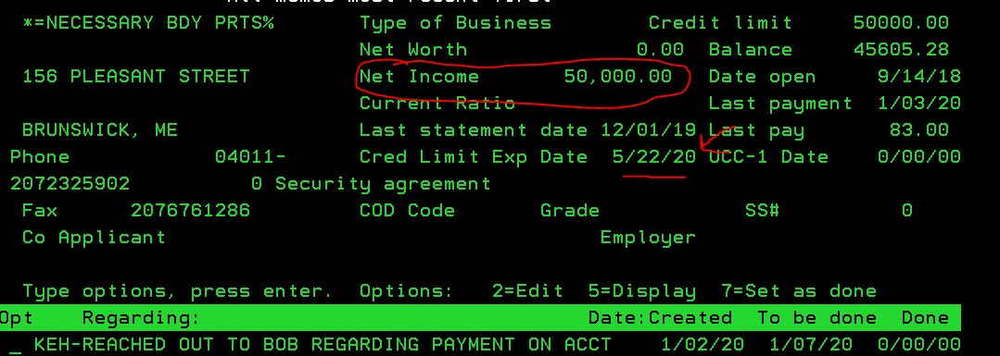 *=NECESSARY BDY PRTS% Type of Business Credit limit 50000.00
Net Worth 0.00 Balance 45605.28
156 PLEASANT STREET Net Income 50,000.00 Date open 9/14/18
Current Ratio Last payment 1/03/20
BRUNSWICK, ME Last statement date 12/01/19 Last pay 83.00
Phone 04011- Cred Limit Exp Date 5/22/20 UCC-1 Date 0/00/00
2072325902 0 Security agreement
Fax 2076761286 COD Code Grade SS# 0
Co Applicant Employer
Type options, press enter. Options: 2=Edit 5=Display 7=Set as done
Opt Regarding: Date:Created To be done Done
_ KEH-REACHED OUT TO BOB REGARDING PAYMENT ON ACCT 1/02/20 1/07/20 0/00/00